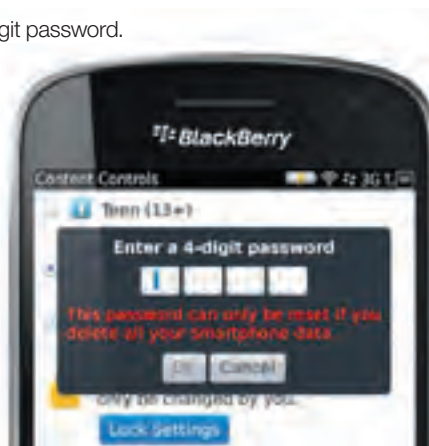 git password.
BlackBerry
Content Controls 3G
Teen (13+)
Enter a 4-digit password
This password can only be reset if you
delete all your smartphone data.
OK Cancel
only be changed by you.
Lock Settings